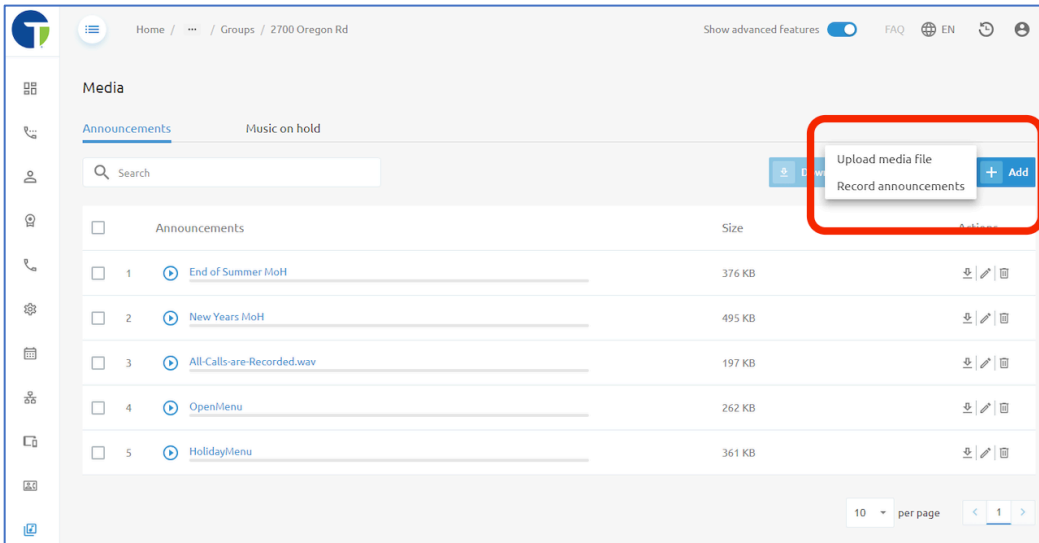 Home / ... / Groups / 2700 Oregon Rd
Show advanced features
FAQ
EN
Media
Announcements
Music on hold
Search
Upload media file
Record announcements
+ Add
Announcements
Size
Actions
1 End of Summer MoH 376 KB
2 New Years MoH 495 KB
3 All-Calls-are-Recorded.wav 197 KB
4 OpenMenu 262 KB
5 HolidayMenu 361 KB
10 per page < 1 >